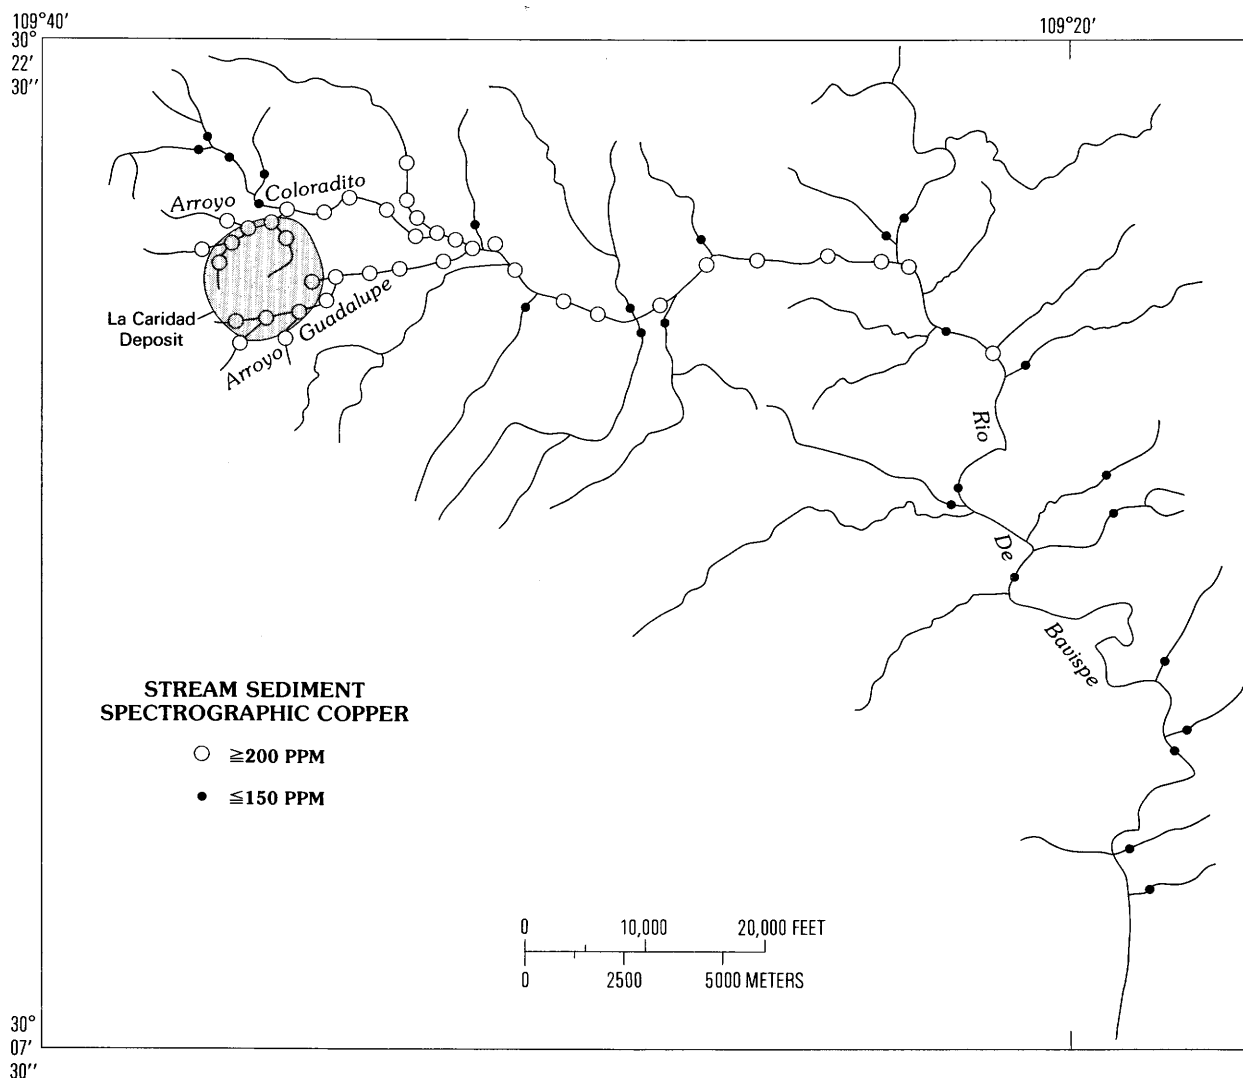 109°40'
109°20'
30°
22'
30''
Arroyo
Coloradito
La Caridad
Deposit
Arroyo
Guadalupe
Rio
De
Bavispe
STREAM SEDIMENT
SPECTROGRAPHIC COPPER
≧200 PPM
≦150 PPM
0 10,000 20,000 FEET
0 2500 5000 METERS
30°
07'
30''